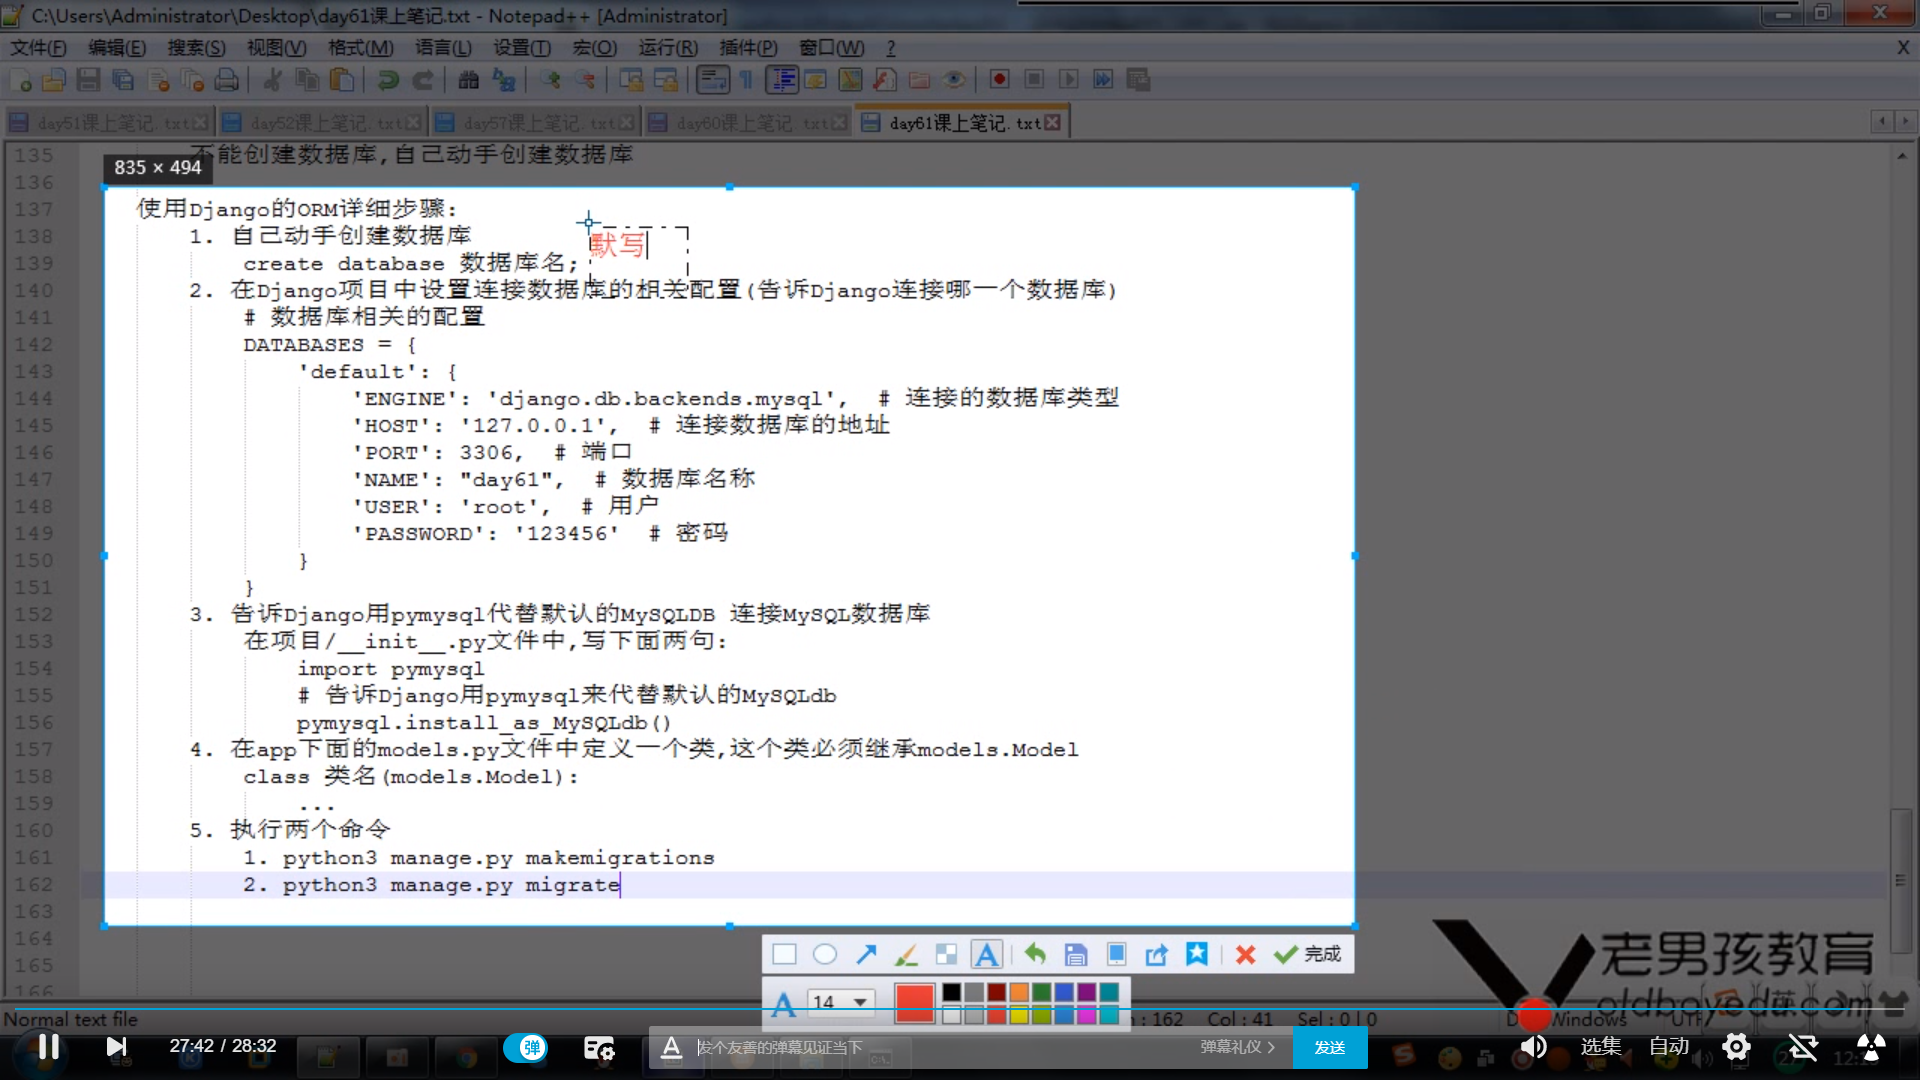 C:\Users\Administrator\Desktop\day61课上笔记.txt - Notepad++ [Administrator]
文件(F) 编辑(E) 搜索(S) 视图(V) 格式(M) 语言(L) 设置(T) 宏(O) 运行(R) 插件(P) 窗口(W) ? X
day51课上笔记.txt day52课上笔记.txt day57课上笔记.txt day60课上笔记.txt day61课上笔记.txt
135 不能创建数据库,自己动手创建数据库
835 × 494
136
137 使用Django的ORM详细步骤:
138 1. 自己动手创建数据库
默写
139 create database 数据库名;
140 2. 在Django项目中设置连接数据库的相关配置(告诉Django连接哪一个数据库)
141 # 数据库相关的配置
142 DATABASES = {
143 'default': {
144 'ENGINE': 'django.db.backends.mysql', # 连接的数据库类型
145 'HOST': '127.0.0.1', # 连接数据库的地址
146 'PORT': 3306, # 端口
147 'NAME': "day61", # 数据库名称
148 'USER': 'root', # 用户
149 'PASSWORD': '123456' # 密码
150 }
151 }
152 3. 告诉Django用pymysql代替默认的MySQLDB 连接MySQL数据库
153 在项目/__init__.py文件中,写下面两句:
154 import pymysql
155 # 告诉Django用pymysql来代替默认的MySQLdb
156 pymysql.install_as_MySQLdb()
157 4. 在app下面的models.py文件中定义一个类,这个类必须继承models.Model
158 class 类名(models.Model):
159 ...
160 5. 执行两个命令
161 1. python3 manage.py makemigrations
162 2. python3 manage.py migrate
163
164
165
166
完成
老男孩教育
oldboyedu.com
A 14
Normal text file
: 162 Col : 41 Sel : 0 | 0
Windows
27:42 / 28:32
弹
发个友善的弹幕见证当下
弹幕礼仪 >
发送
选集
自动